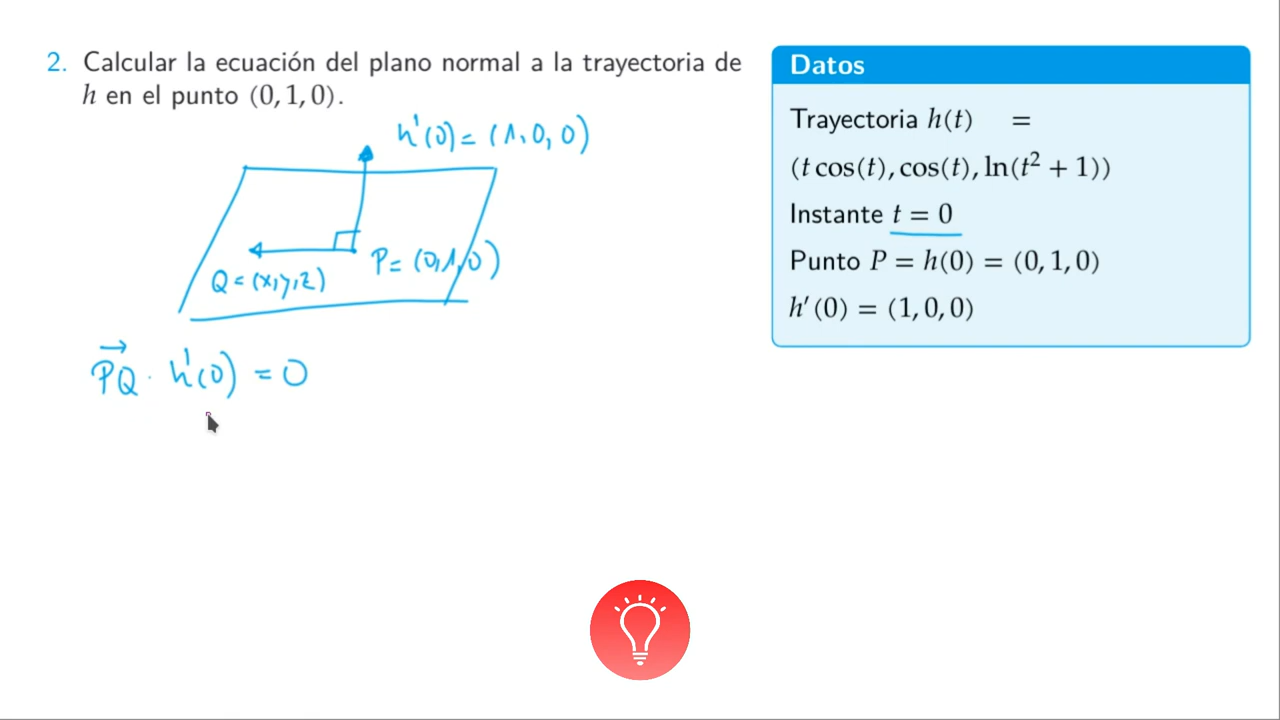 2. Calcular la ecuación del plano normal a la trayectoria de
h en el punto (0, 1, 0).
h'(0) = (1, 0, 0)
P = (0, 1, 0)
Q = (x, y, z)
\vec{PQ} · h'(0) = 0
Datos
Trayectoria h(t) =
(t cos(t), cos(t), ln(t² + 1))
Instante t = 0
Punto P = h(0) = (0, 1, 0)
h′(0) = (1, 0, 0)